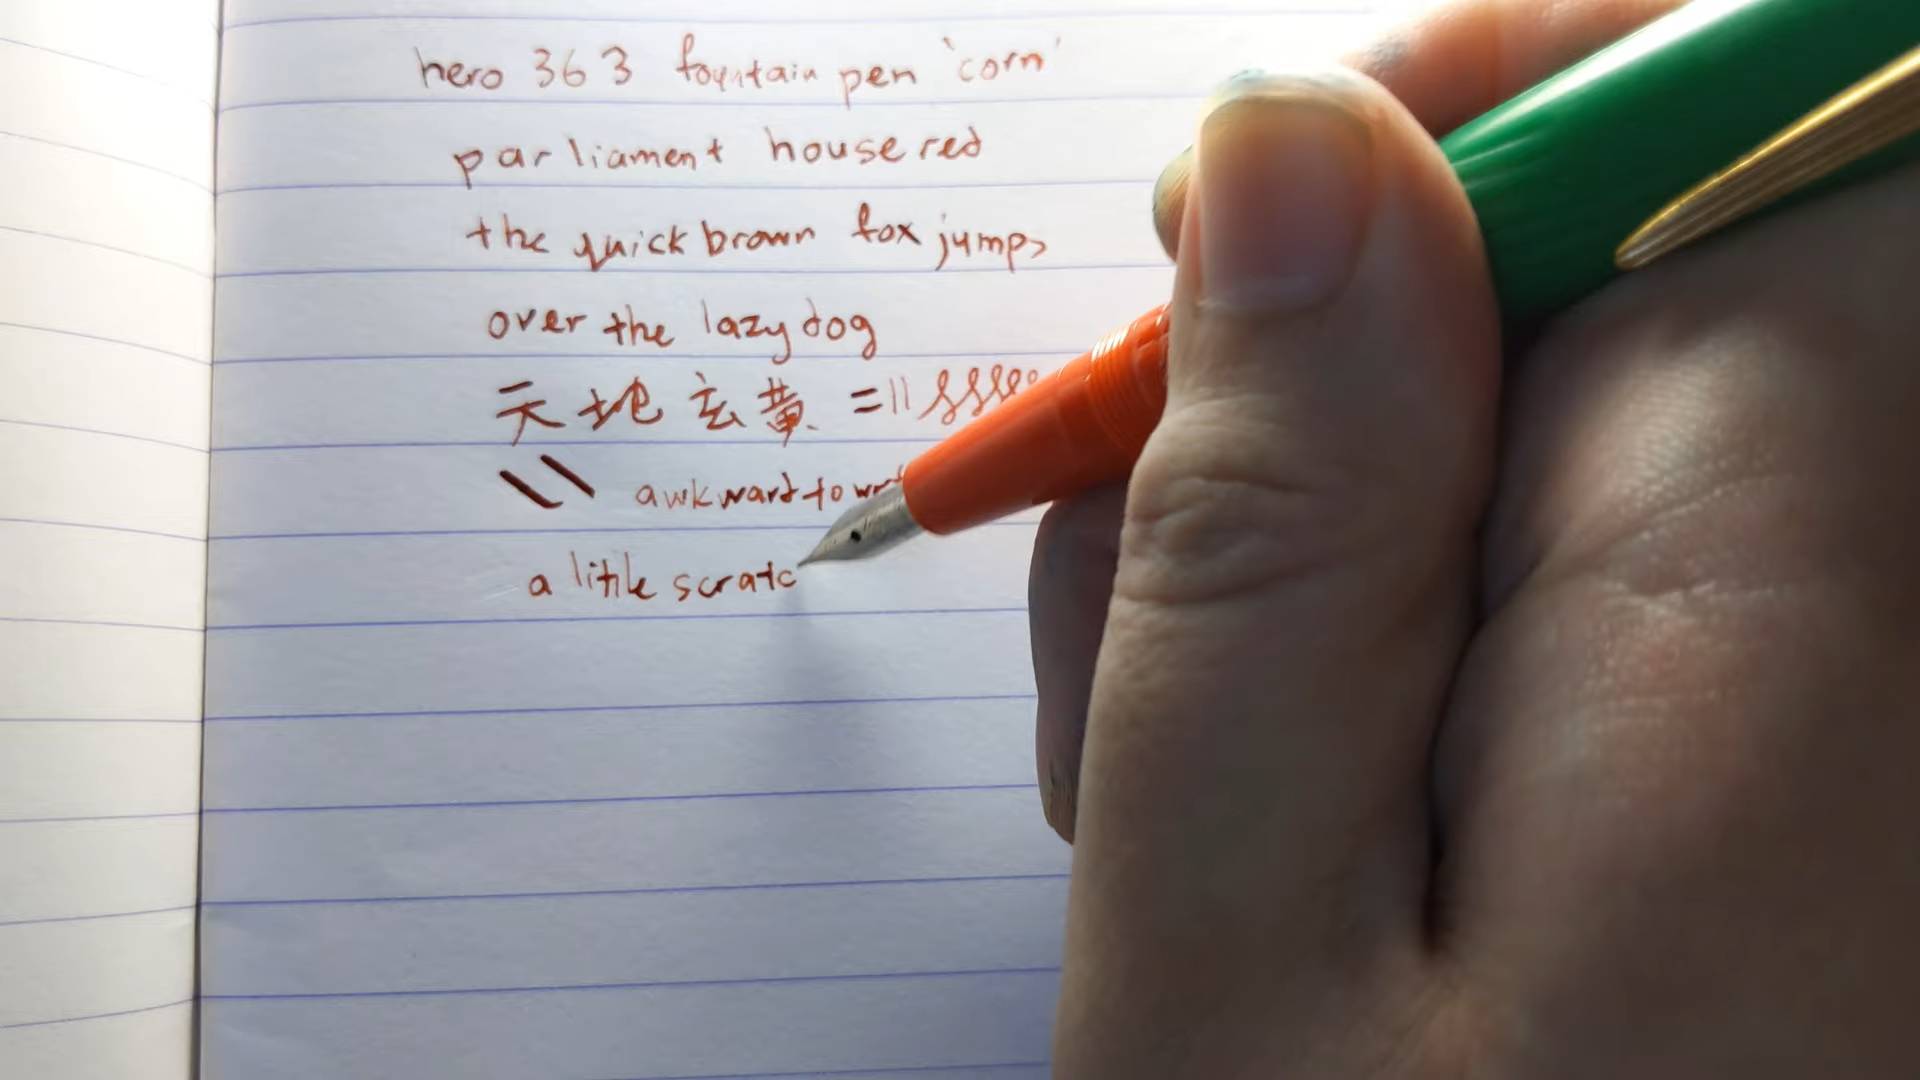 hero 363 fountain pen 'corn'
parliament house red
the quick brown fox jumps
over the lazy dog
天地玄黄 = ||
\\ awkward to
a little scratc